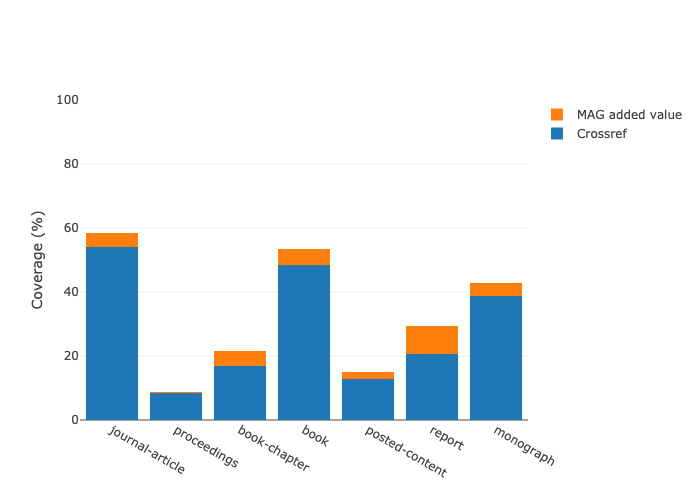 100
80
60
40
20
0
Coverage (%)
journal-article
proceedings
book-chapter
book
posted-content
report
monograph
MAG added value
Crossref